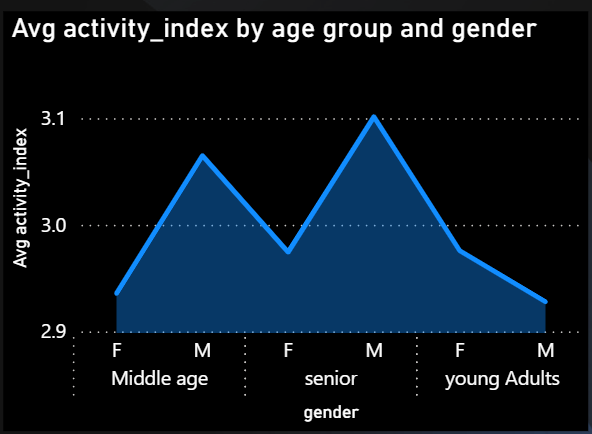 Avg activity_index by age group and gender
Avg activity_index
3.1
3.0
2.9
F M F M F M
Middle age senior young Adults
gender